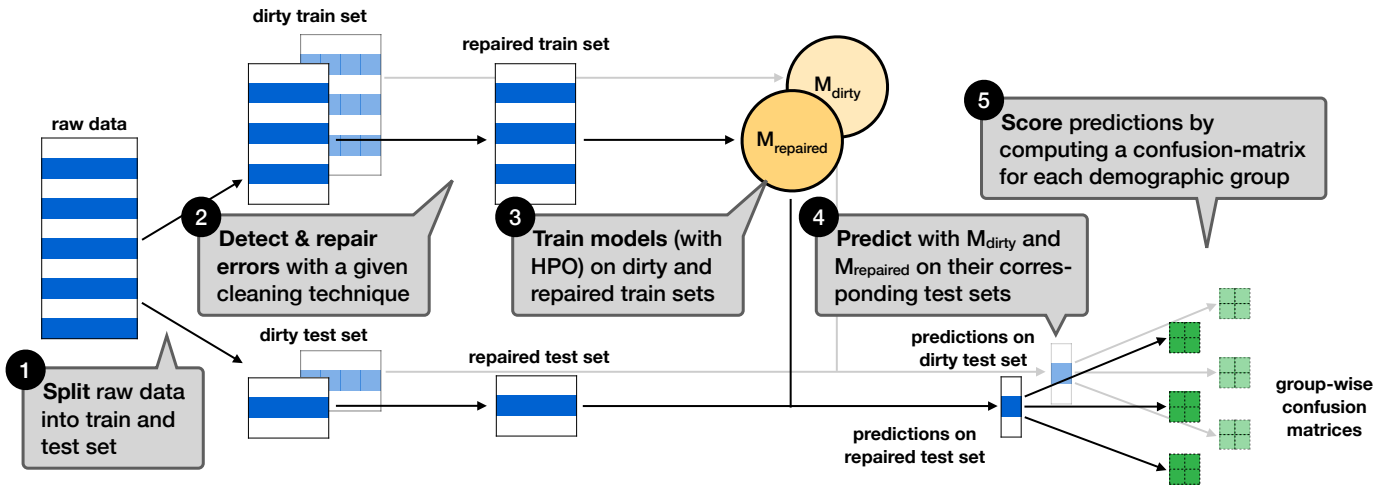 dirty train set
repaired train set
raw data
M_dirty
M_repaired
5
Score predictions by
computing a confusion-matrix
for each demographic group
2
Detect & repair
errors with a given
cleaning technique
3
Train models (with
HPO) on dirty and
repaired train sets
4
Predict with M_dirty and
M_repaired on their corres-
ponding test sets
1
Split raw data
into train and
test set
dirty test set
repaired test set
predictions on
dirty test set
predictions on
repaired test set
group-wise
confusion
matrices